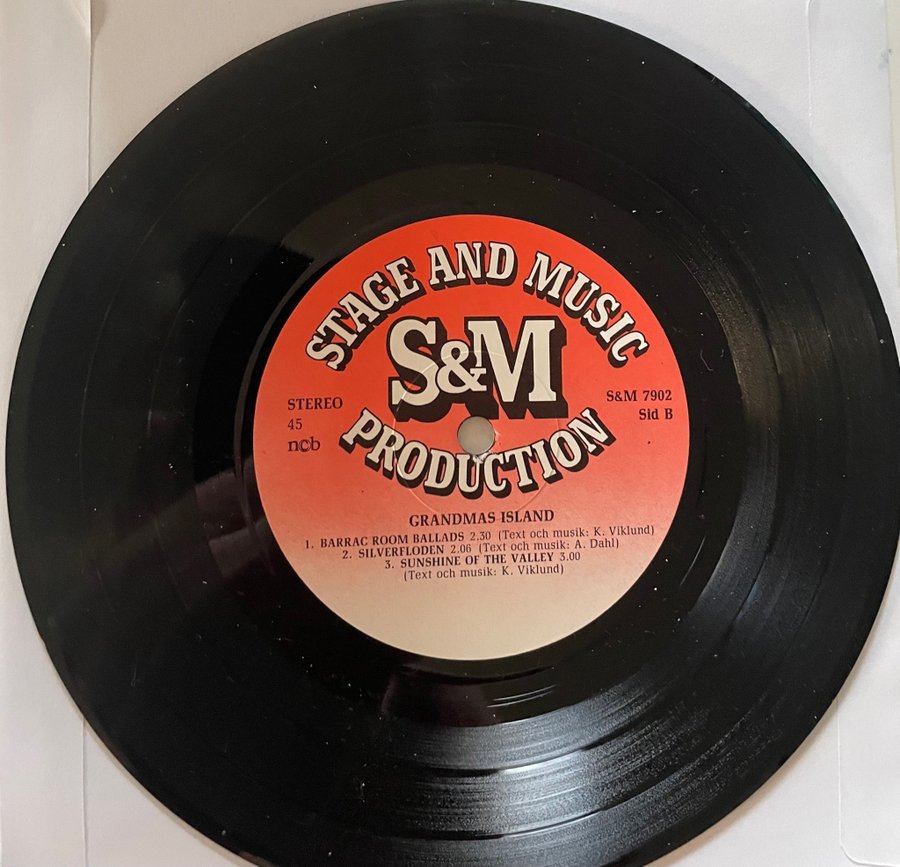 STAGE AND MUSIC
S&M
PRODUCTION
STEREO
45
ncb
S&M 7902
Sid B
GRANDMAS ISLAND
1. BARRAC ROOM BALLADS 2.30 (Text och musik: K. Viklund)
2. SILVERFLODEN 2.06 (Text och musik: A. Dahl)
3. SUNSHINE OF THE VALLEY 3.00
(Text och musik: K. Viklund)